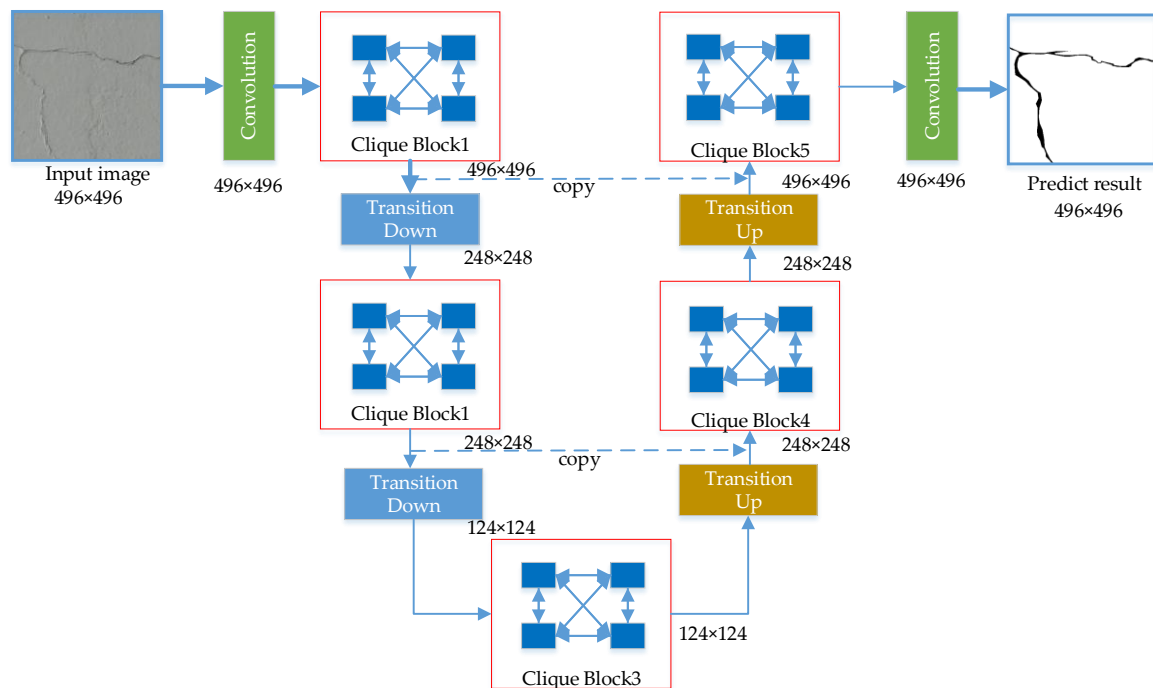 Input image
496×496
Convolution
496×496
Clique Block1
496×496
copy
Transition
Down
248×248
Clique Block1
248×248
copy
Transition
Down
124×124
Clique Block3
124×124
Transition
Up
248×248
Clique Block4
248×248
Transition
Up
496×496
Clique Block5
Convolution
496×496
Predict result
496×496